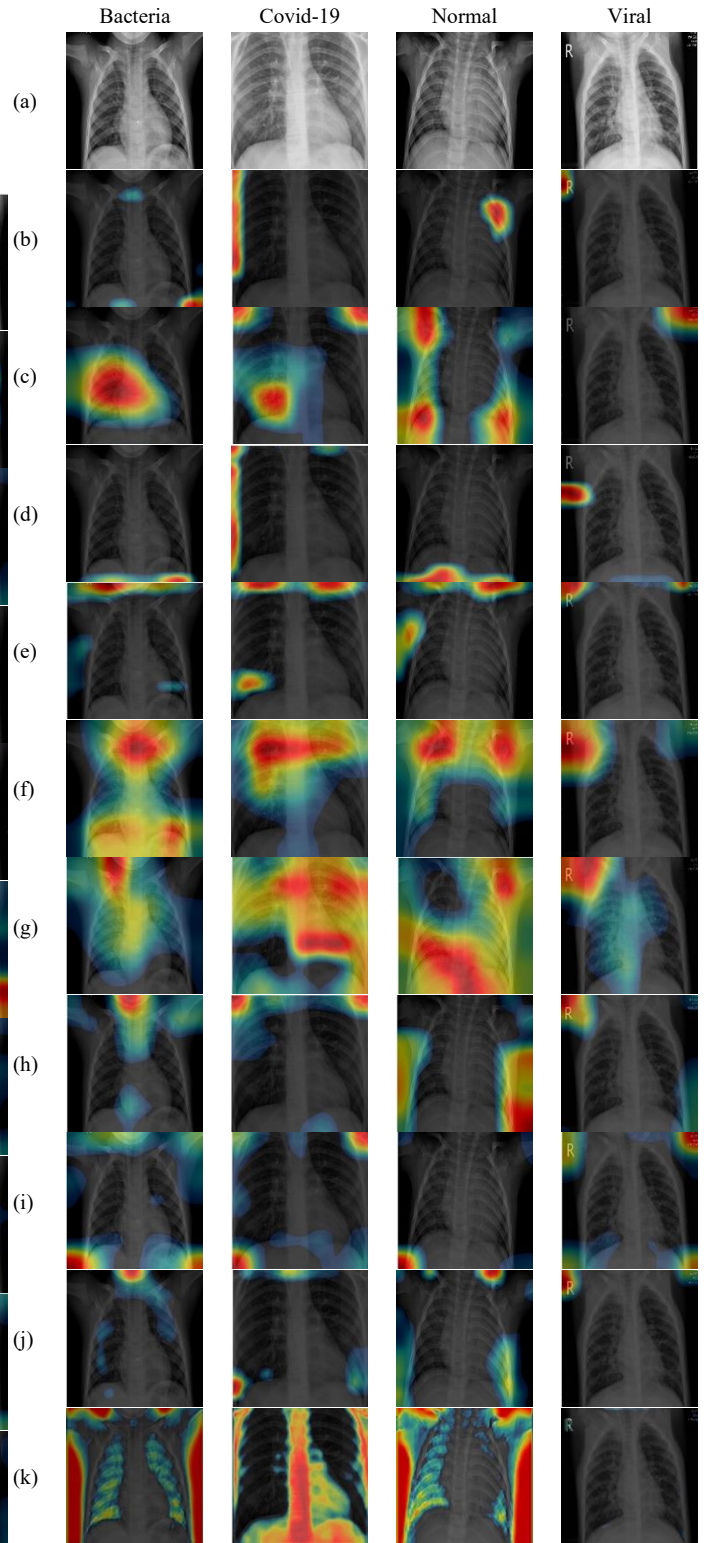 Bacteria Covid-19 Normal Viral
(a)
R
(b)
R
(c)
R
(d)
R
(e)
R
(f)
R
(g)
R
(h)
R
(i)
R
(j)
R
(k)
R